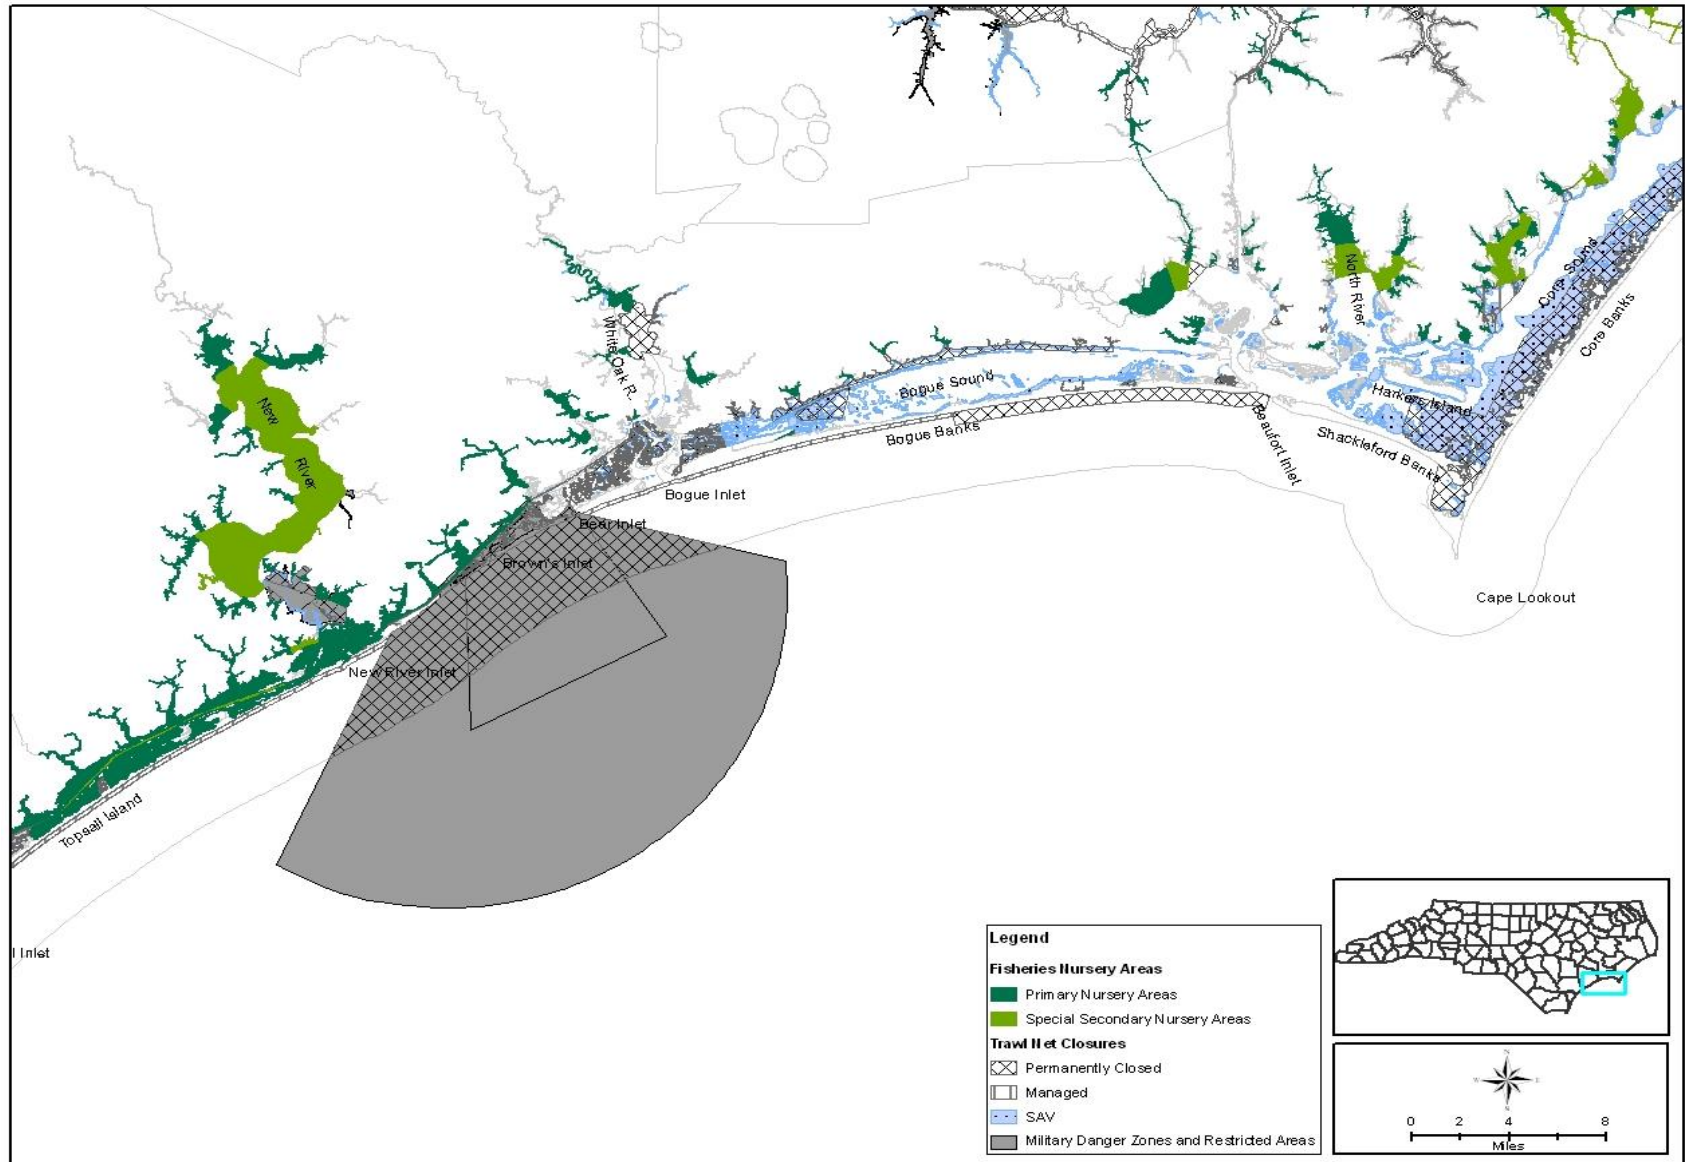 White Oak R.
New
River
North River
Core Sound
Core Banks
Bogue Sound
Harkers Island
Bogue Banks
Beaufort Inlet
Shackleford Banks
Bogue Inlet
Bear Inlet
Brown's Inlet
Cape Lookout
New River Inlet
Topsail Island
l Inlet
Legend
Fisheries Nursery Areas
Primary Nursery Areas
Special Secondary Nursery Areas
Trawl Net Closures
Permanently Closed
Managed
SAV
Military Danger Zones and Restricted Areas
N
W E
S
0 2 4 8
Miles